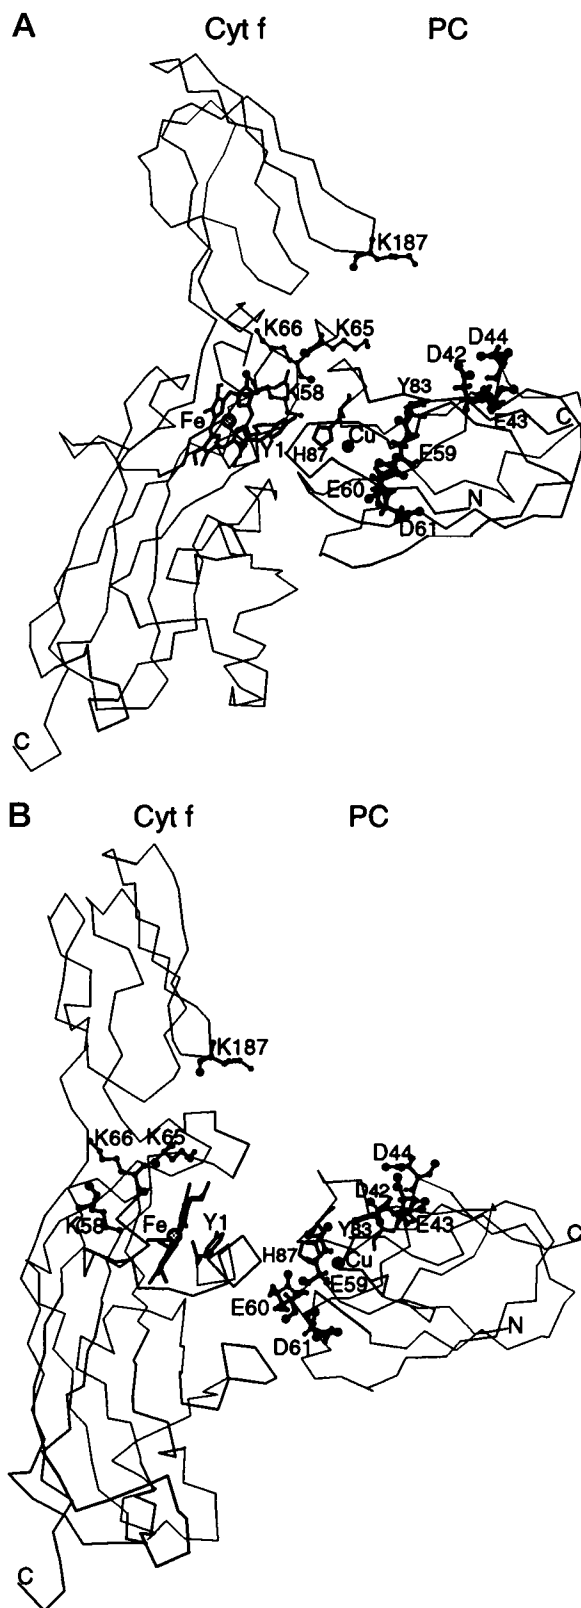 A
Cyt f PC
K187
K66 K65
D42 D44
K58
Y83
Fe
E43 C
Y1 H87 Cu
E59
E60
N
D61
C
B
Cyt f PC
K187
K66 K65
D44
D42
K58 Fe Y1
Y83 E43
C
H87 Cu
E59
E60
N
D61
C